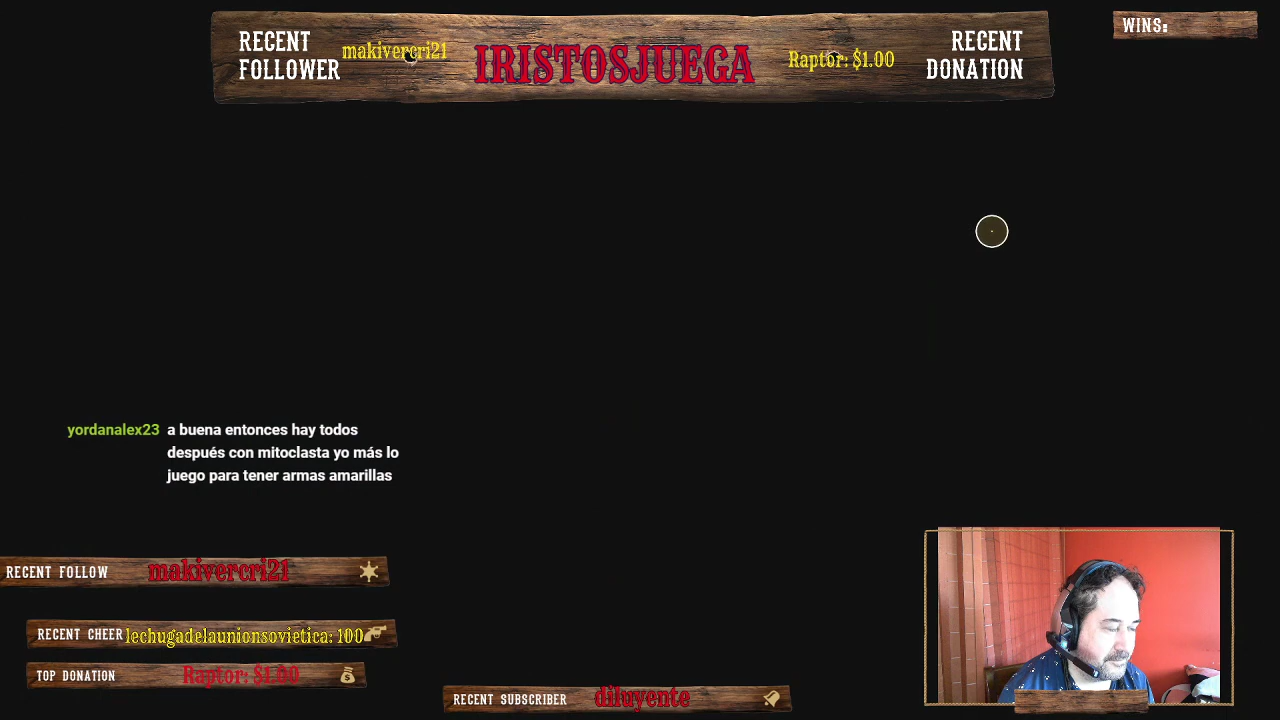 RECENT
FOLLOWER
makivercri21
IRISTOSJUEGA
Raptor: $1.00
RECENT
DONATION
WINS:
yordanalex23 a buena entonces hay todos
después con mitoclasta yo más lo
juego para tener armas amarillas
RECENT FOLLOW makivercri21
RECENT CHEER lechugadelaunionsovietica: 100
TOP DONATION Raptor: $1.00
RECENT SUBSCRIBER diluyente